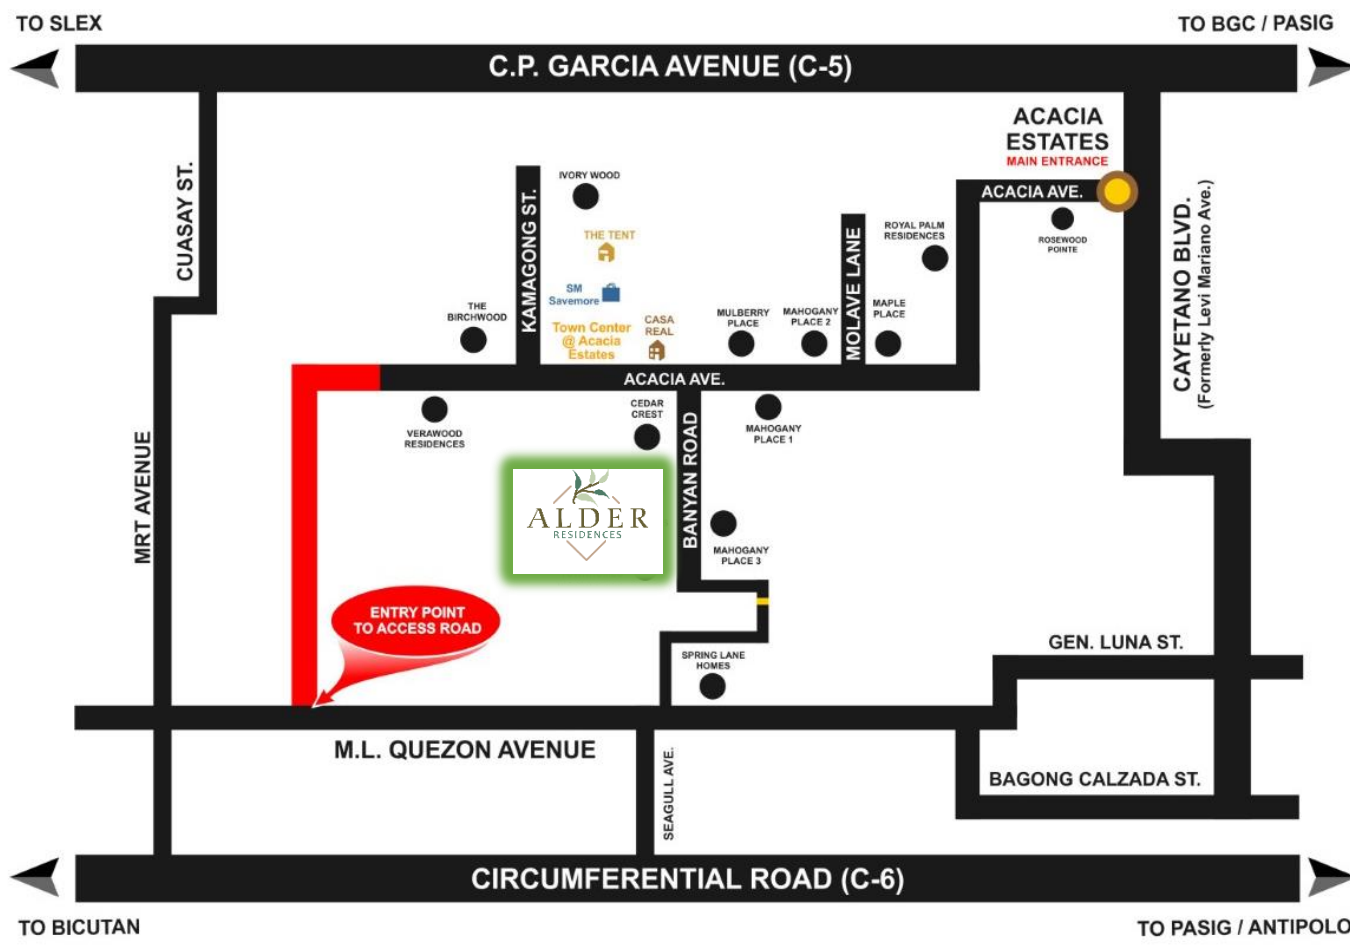 TO SLEX
TO BGC / PASIG
C.P. GARCIA AVENUE (C-5)
ACACIA
ESTATES
MAIN ENTRANCE
ACACIA AVE.
ROSEWOOD
POINTE
CUASAY ST.
KAMAGONG ST.
IVORY WOOD
THE TENT
SM
Savemore
Town Center
@ Acacia
Estates
CASA
REAL
THE
BIRCHWOOD
MULBERRY
PLACE
MAHOGANY
PLACE 2
MOLAVE LANE
MAPLE
PLACE
ROYAL PALM
RESIDENCES
CAYETANO BLVD.
(Formerly Levi Mariano Ave.)
ACACIA AVE.
VERAWOOD
RESIDENCES
CEDAR
CREST
BANYAN ROAD
MAHOGANY
PLACE 1
MRT AVENUE
ALDER
RESIDENCES
MAHOGANY
PLACE 3
ENTRY POINT
TO ACCESS ROAD
SPRING LANE
HOMES
GEN. LUNA ST.
M.L. QUEZON AVENUE
SEAGULL AVE.
BAGONG CALZADA ST.
CIRCUMFERENTIAL ROAD (C-6)
TO BICUTAN
TO PASIG / ANTIPOLO